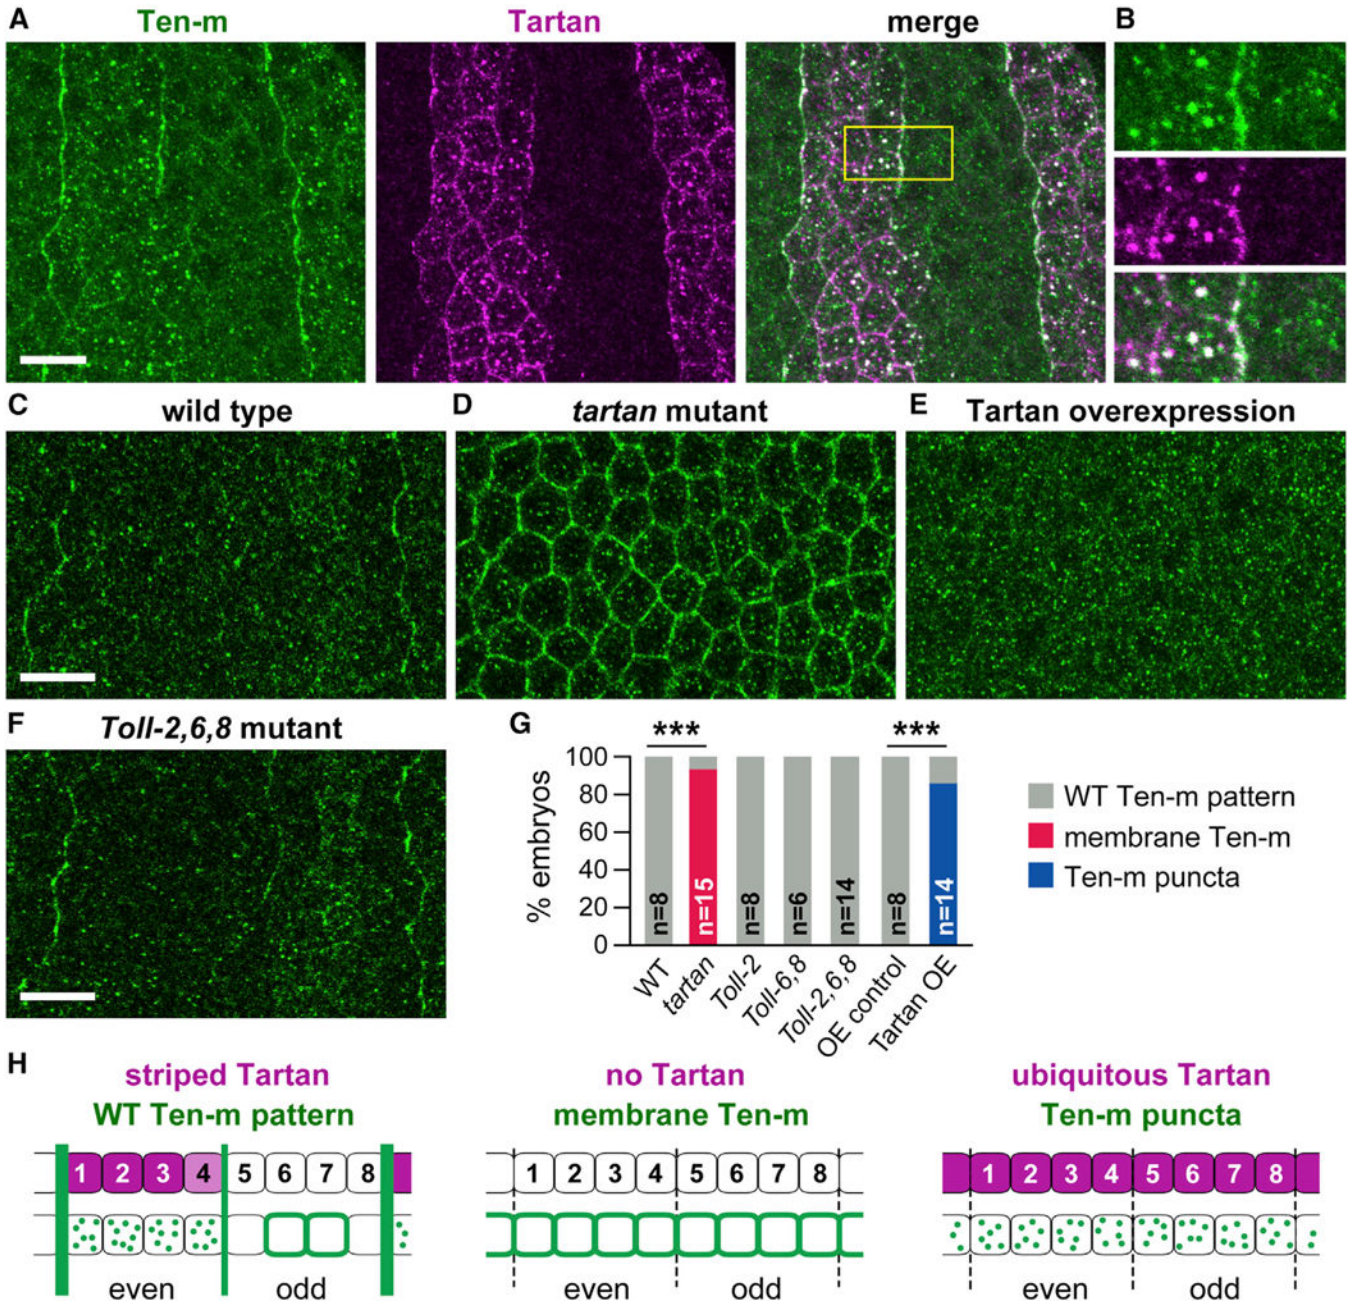 A Ten-m Tartan merge B
C wild type D tartan mutant E Tartan overexpression
F Toll-2,6,8 mutant
G
*** ***
% embryos
100
80
60
40
20
0
n=8 n=15 n=8 n=6 n=14 n=8 n=14
WT tartan Toll-2 Toll-6,8 Toll-2,6,8 OE control Tartan OE
WT Ten-m pattern
membrane Ten-m
Ten-m puncta
H
striped Tartan no Tartan ubiquitous Tartan
WT Ten-m pattern membrane Ten-m Ten-m puncta
1 2 3 4 5 6 7 8 1 2 3 4 5 6 7 8 1 2 3 4 5 6 7 8
even odd even odd even odd